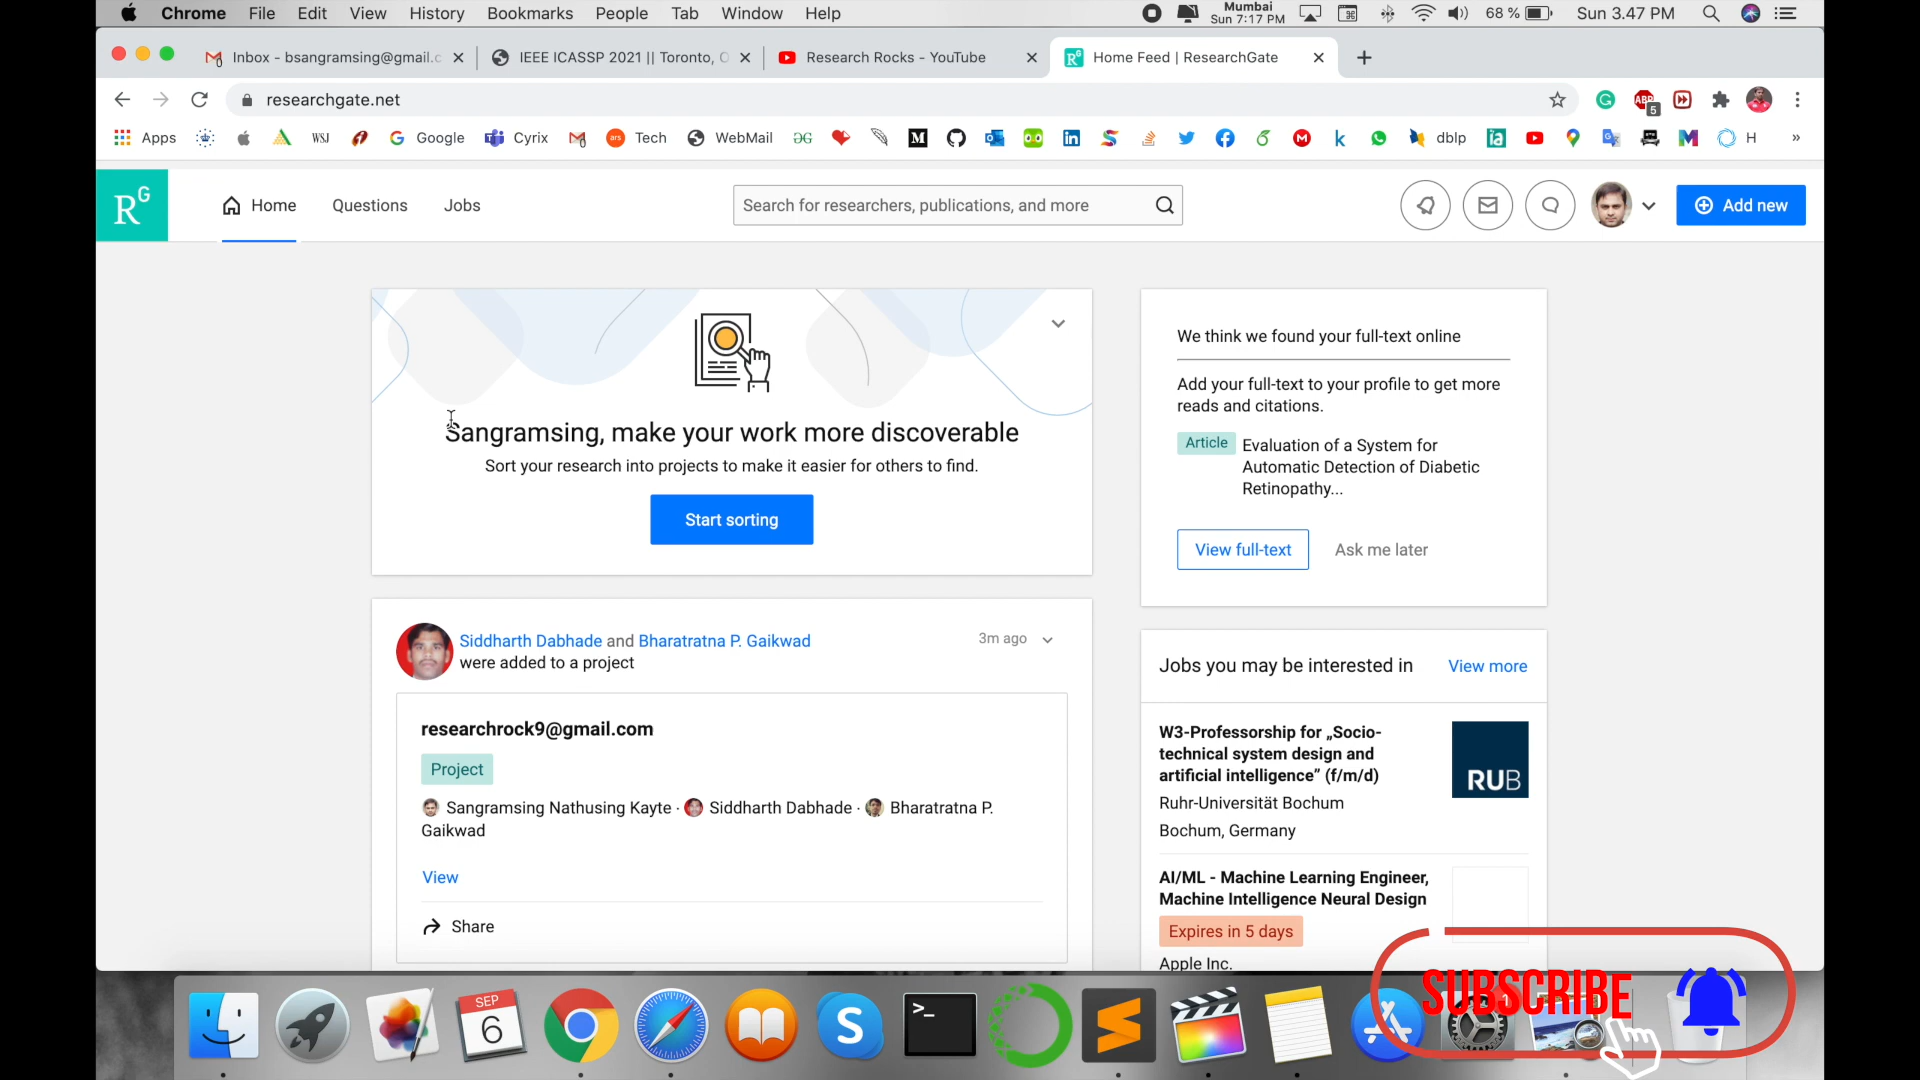 Chrome File Edit View History Bookmarks People Tab Window Help
Mumbai
Sun 7:17 PM
68 %
Sun 3.47 PM
Inbox - bsangramsing@gmail.c
IEEE ICASSP 2021 || Toronto, O
Research Rocks - YouTube
Home Feed | ResearchGate
researchgate.net
ABP
5
Apps
WSJ
Google
Cyrix
ars Tech
WebMail
dblp
H
»
RG
Home
Questions
Jobs
Search for researchers, publications, and more
Add new
Sangramsing, make your work more discoverable
Sort your research into projects to make it easier for others to find.
Start sorting
We think we found your full-text online
Add your full-text to your profile to get more
reads and citations.
Article
Evaluation of a System for
Automatic Detection of Diabetic
Retinopathy...
View full-text
Ask me later
Siddharth Dabhade and Bharatratna P. Gaikwad
were added to a project
3m ago
researchrock9@gmail.com
Project
Sangramsing Nathusing Kayte · Siddharth Dabhade · Bharatratna P.
Gaikwad
View
Share
Jobs you may be interested in
View more
W3-Professorship for „Socio-
technical system design and
artificial intelligence” (f/m/d)
Ruhr-Universität Bochum
Bochum, Germany
RUB
AI/ML - Machine Learning Engineer,
Machine Intelligence Neural Design
Expires in 5 days
Apple Inc.
SEP
6
S
>_
SUBSCRIBE